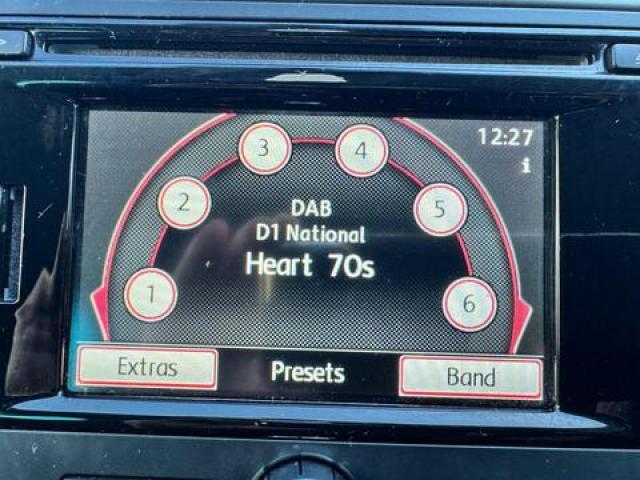 12:27
i
3
4
2
5
1
6
DAB
D1 National
Heart 70s
Extras
Presets
Band